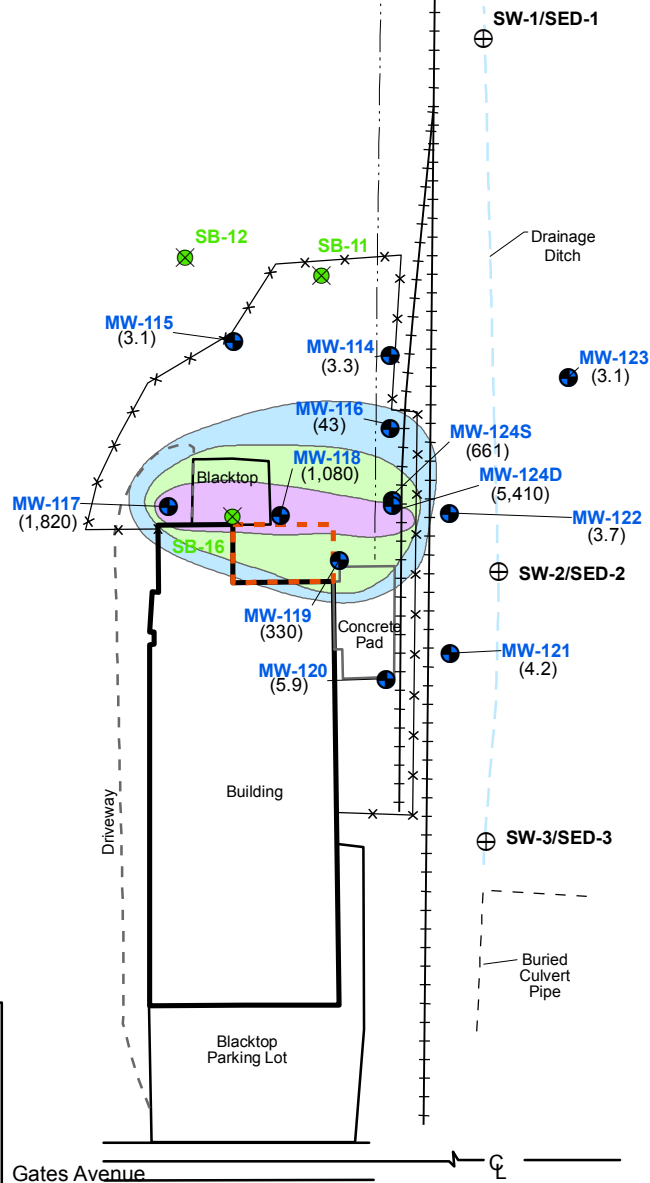 SW-1/SED-1
SB-12
SB-11
Drainage
Ditch
MW-115
(3.1)
MW-114
(3.3)
MW-123
(3.1)
MW-116
(43)
MW-124S
(661)
MW-118
(1,080)
Blacktop
MW-124D
(5,410)
MW-117
(1,820)
MW-122
(3.7)
SB-16
SW-2/SED-2
MW-119
(330)
Concrete
Pad
MW-121
(4.2)
MW-120
(5.9)
Building
Driveway
SW-3/SED-3
Buried
Culvert
Pipe
Blacktop
Parking Lot
Gates Avenue
℄